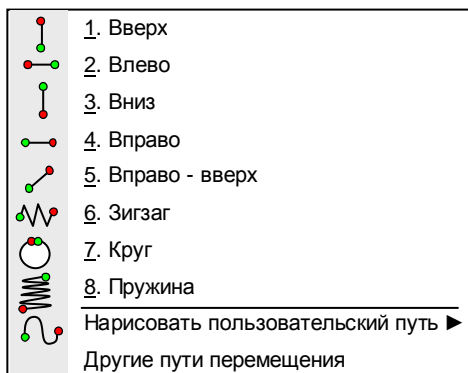 1. Вверх
2. Влево
3. Вниз
4. Вправо
5. Вправо - вверх
6. Зигзаг
7. Круг
8. Пружина
Нарисовать пользовательский путь ►
Другие пути перемещения